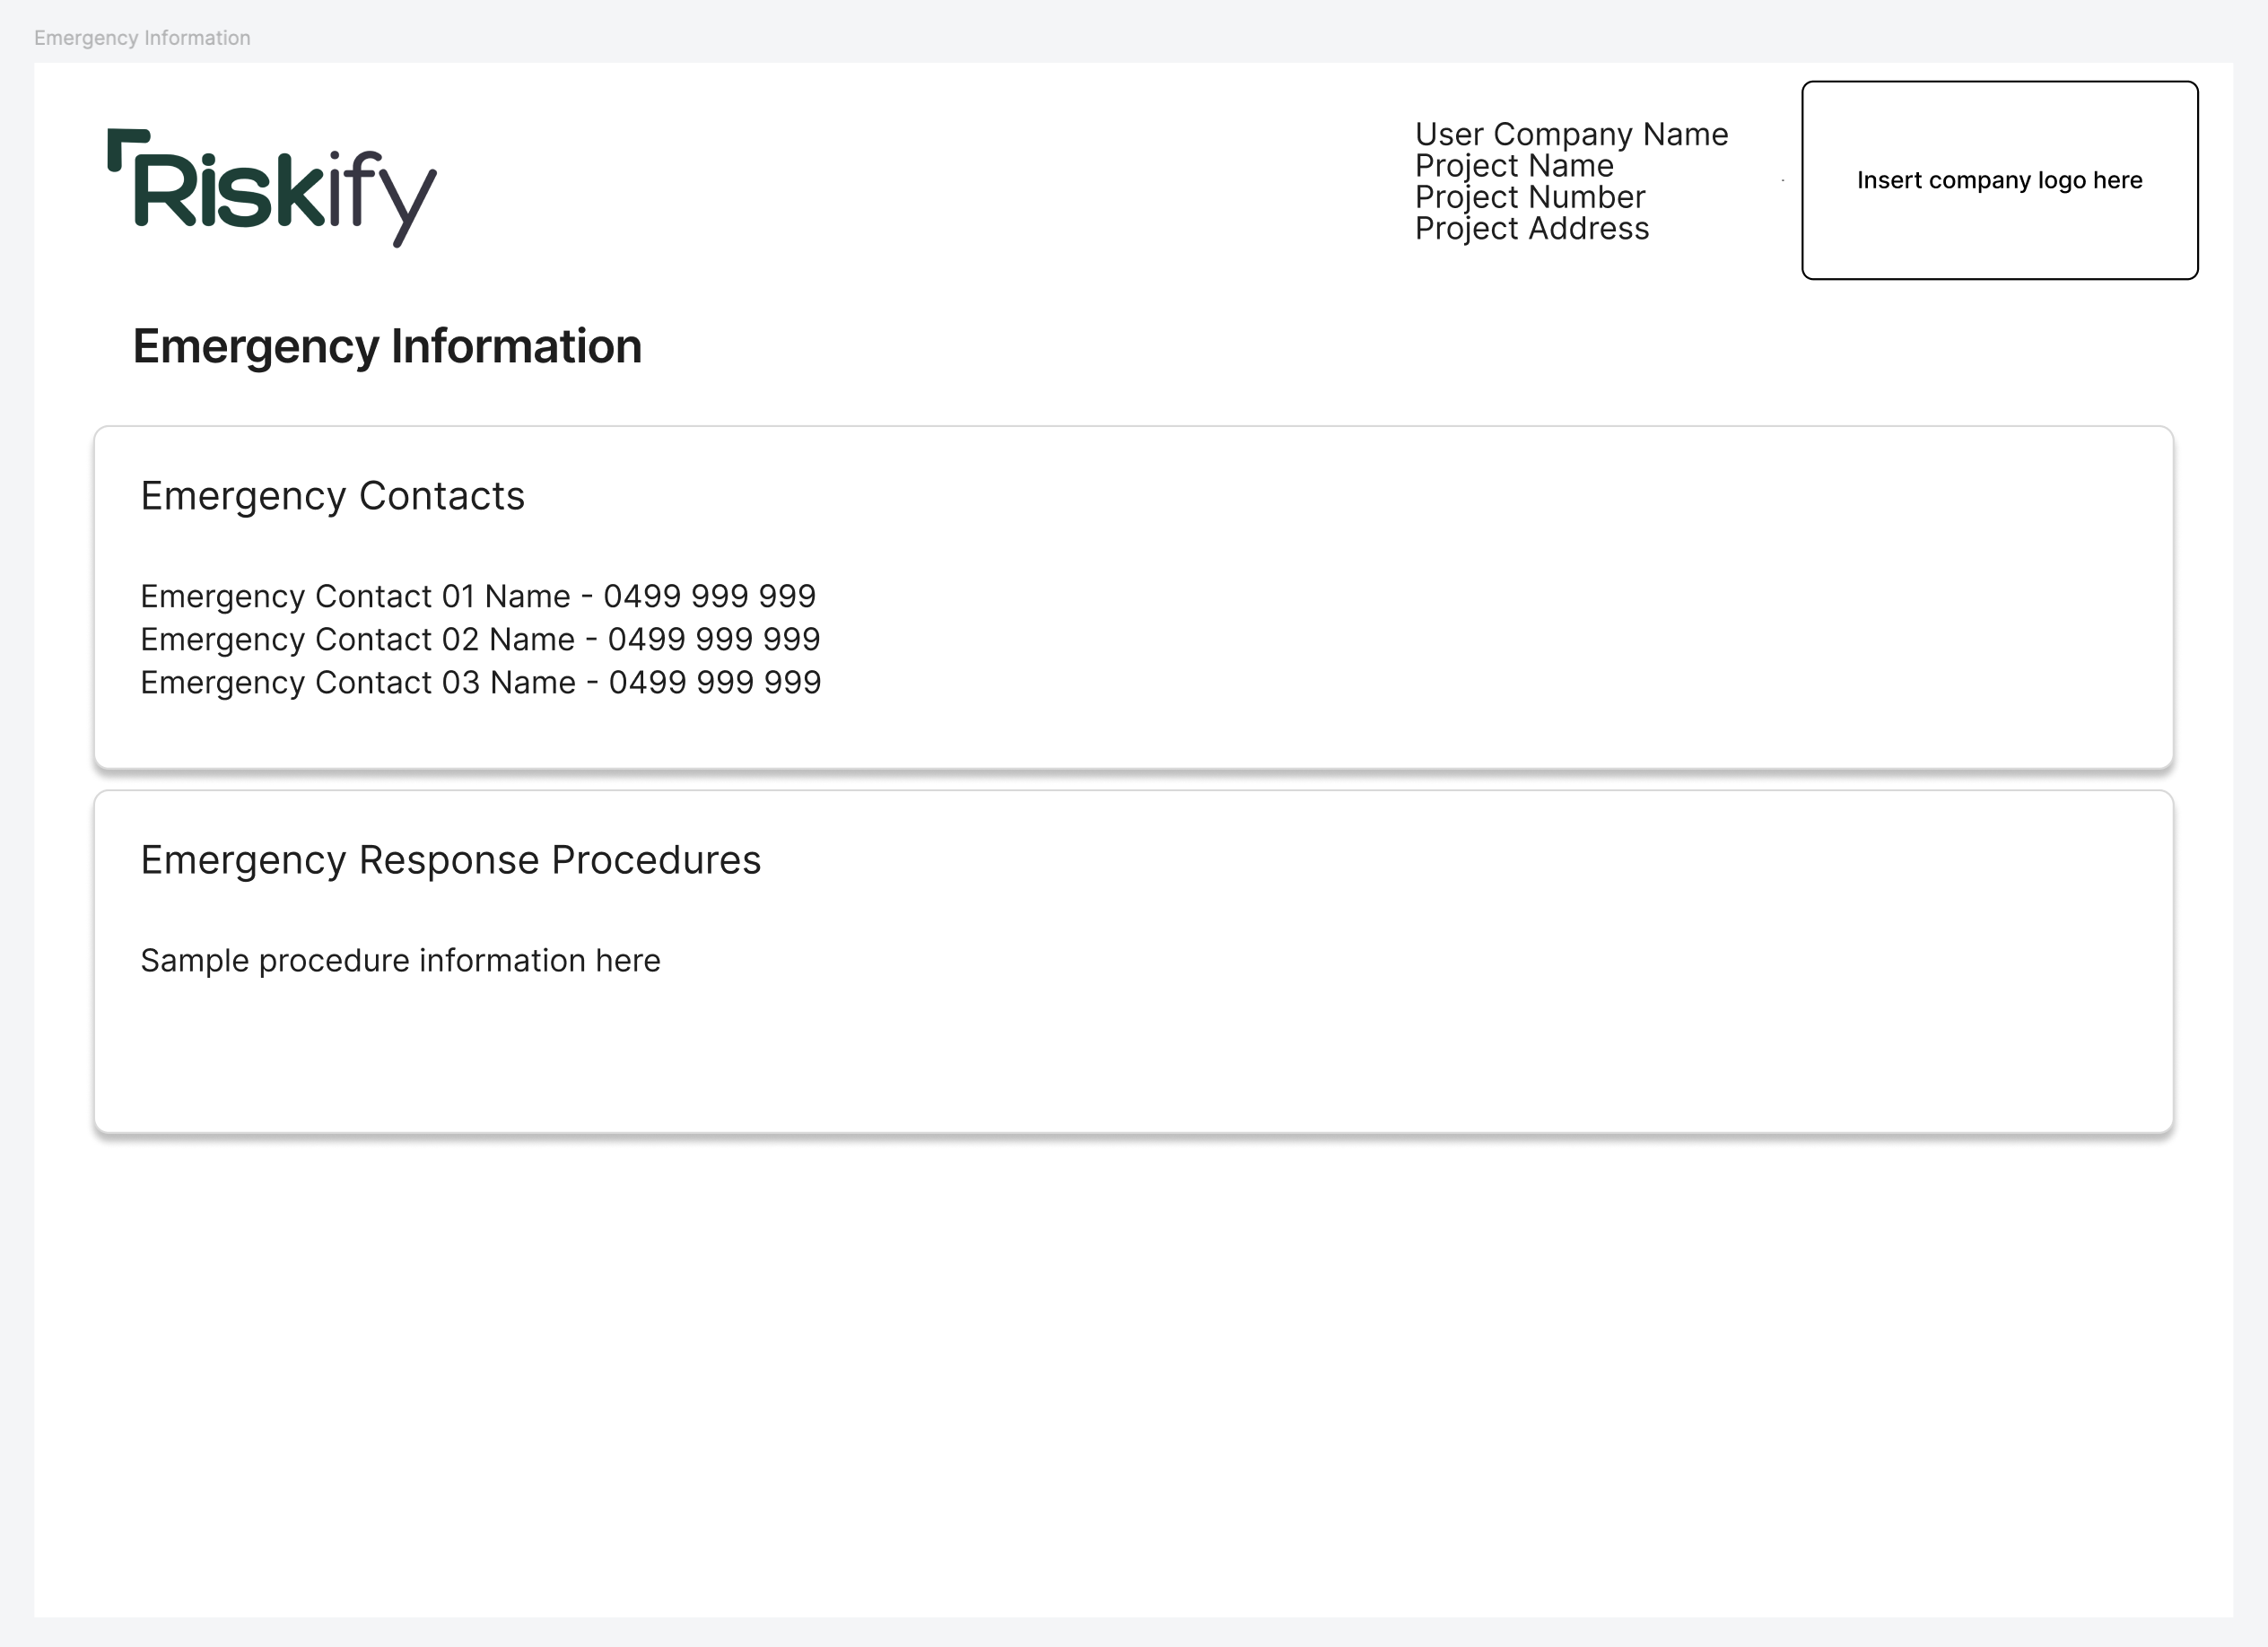 Emergency Information
Riskify
User Company Name
Project Name
Project Number
Project Address
Insert company logo here
Emergency Information
Emergency Contacts
Emergency Contact 01 Name - 0499 999 999
Emergency Contact 02 Name - 0499 999 999
Emergency Contact 03 Name - 0499 999 999
Emergency Response Procedures
Sample procedure information here